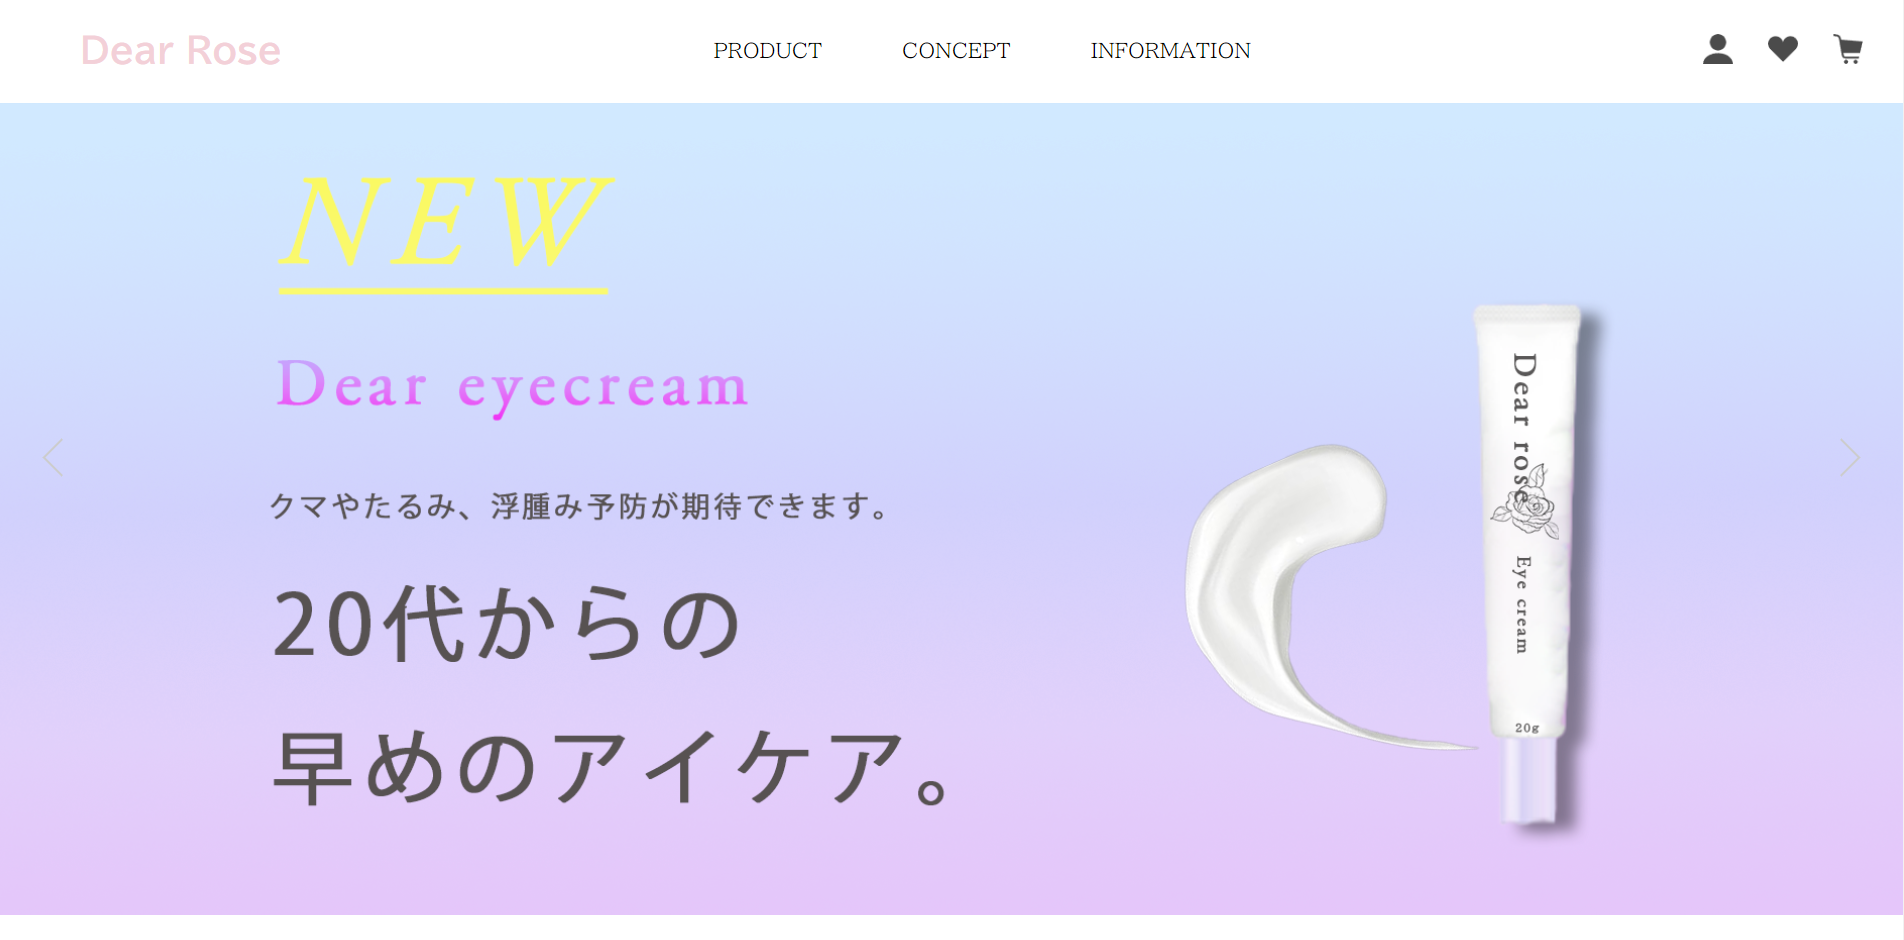 Dear Rose
PRODUCT
CONCEPT
INFORMATION
NEW
Dear eyecream
クマやたるみ、浮腫み予防が期待できます。
20代からの
早めのアイケア。
Dear rose
Eye cream
20g